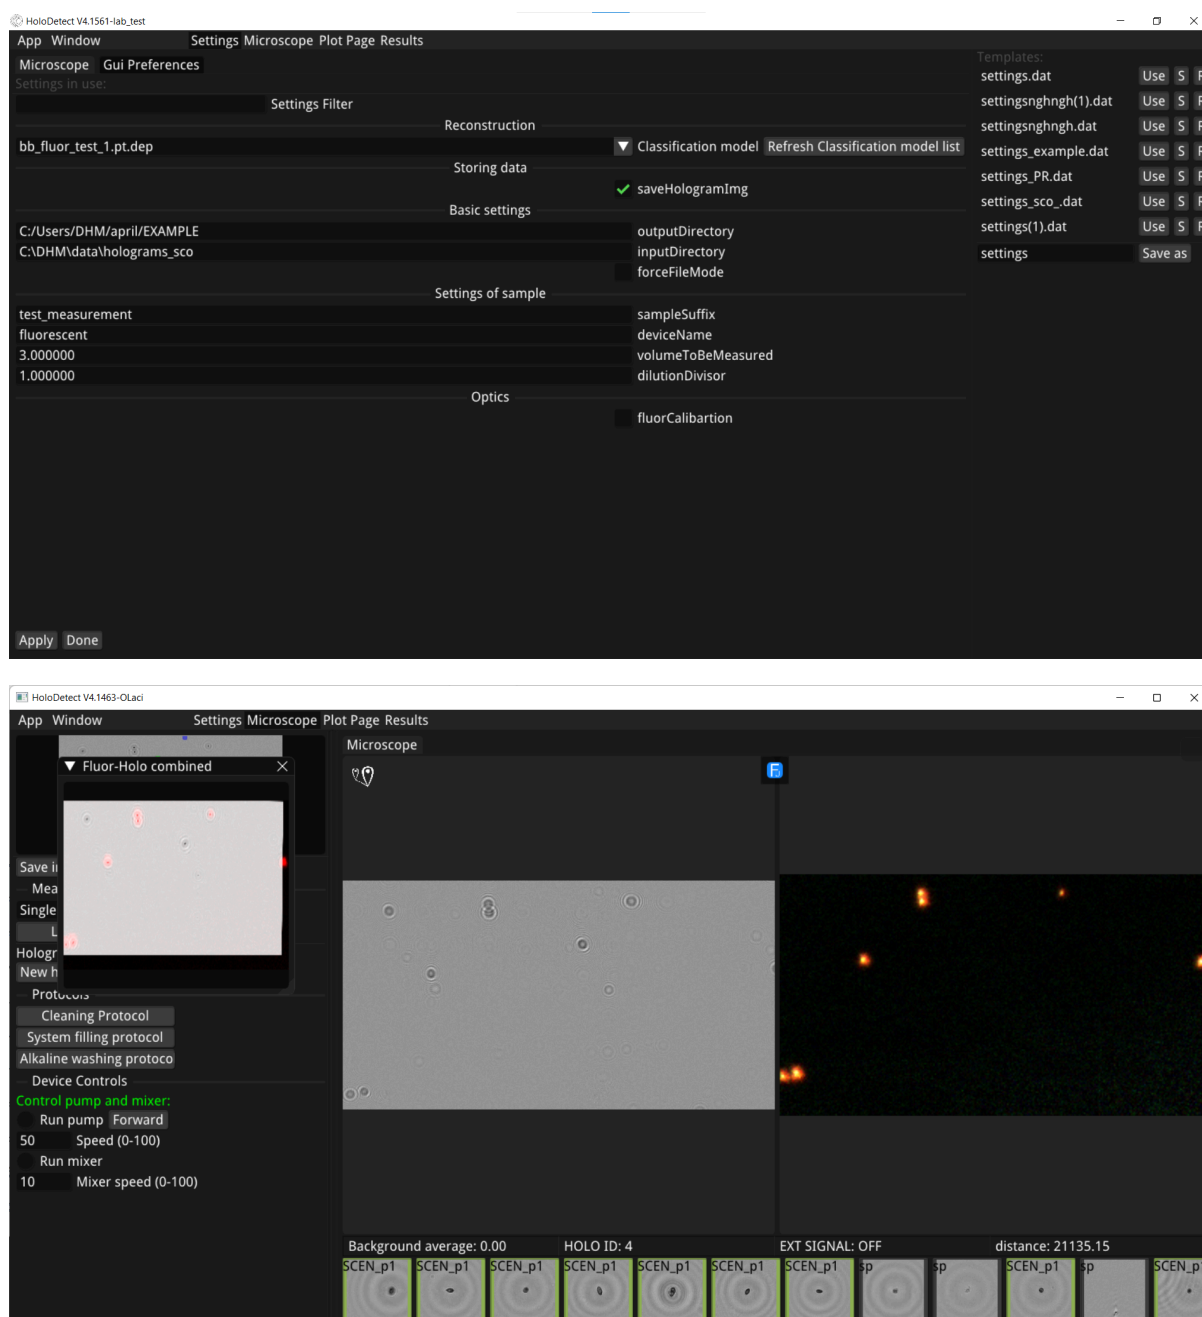 HoloDetect V4.1561-lab_test
App Window Settings Microscope Plot Page Results
Microscope Gui Preferences
Templates:
Settings in use:
settings.dat Use S
Settings Filter
settingsnghngh(1).dat Use S
Reconstruction
settingsnghngh.dat Use S
bb_fluor_test_1.pt.dep Classification model Refresh Classification model list
settings_example.dat Use S
Storing data
settings_PR.dat Use S
saveHologramImg
settings_sco_.dat Use S
Basic settings
settings(1).dat Use S
C:/Users/DHM/april/EXAMPLE outputDirectory
C:\DHM\data\holograms_sco inputDirectory
settings Save as
forceFileMode
Settings of sample
test_measurement sampleSuffix
fluorescent deviceName
3.000000 volumeToBeMeasured
1.000000 dilutionDivisor
Optics
fluorCalibartion
Apply Done
HoloDetect V4.1463-OLaci
App Window Settings Microscope Plot Page Results
Microscope
Fluor-Holo combined
F
Save i
Mea
Single
L
Hologr
New h
Protocols
Cleaning Protocol
System filling protocol
Alkaline washing protoco
Device Controls
Control pump and mixer:
Run pump Forward
50 Speed (0-100)
Run mixer
10 Mixer speed (0-100)
Background average: 0.00 HOLO ID: 4 EXT SIGNAL: OFF distance: 21135.15
SCEN_p1 SCEN_p1 SCEN_p1 SCEN_p1 SCEN_p1 SCEN_p1 SCEN_p1 sp sp SCEN_p1 sp SCEN_p